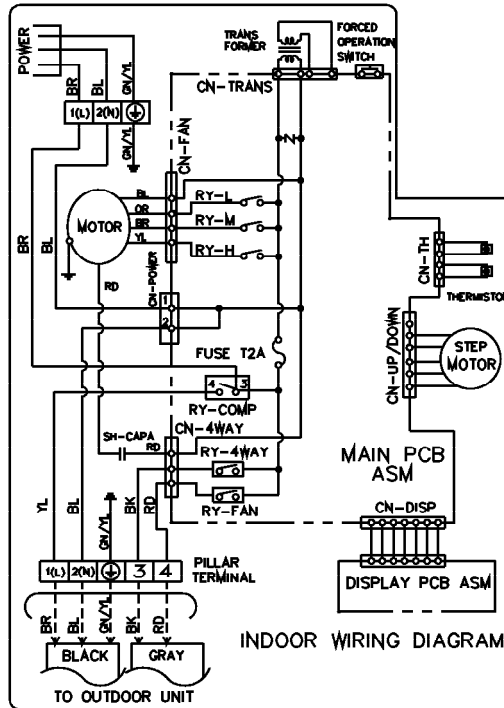 POWER
TRANS
FORMER
FORCED
OPERATION
SWITCH
BR
BL
GN/YL
CN-TRANS
1(L)
2(N)
GN/YL
CN-FAN
BL
OR
BR
YL
RY-L
RY-M
RY-H
MOTOR
BR
BL
RD
CN-POWER
1
2
CN-TH
THERMISTOR
CN-UP/DOWN
STEP
MOTOR
FUSE T2A
4
3
RY-COMP
CN-4WAY
SH-CAPA
RD
RY-4WAY
RY-FAN
MAIN PCB
ASM
CN-DISP
DISPLAY PCB ASM
YL
BL
GN/YL
BK
RD
1(L)
2(N)
3
4
PILLAR
TERMINAL
BR
BL
GN/YL
BK
RD
BLACK
GRAY
TO OUTDOOR UNIT
INDOOR WIRING DIAGRAM